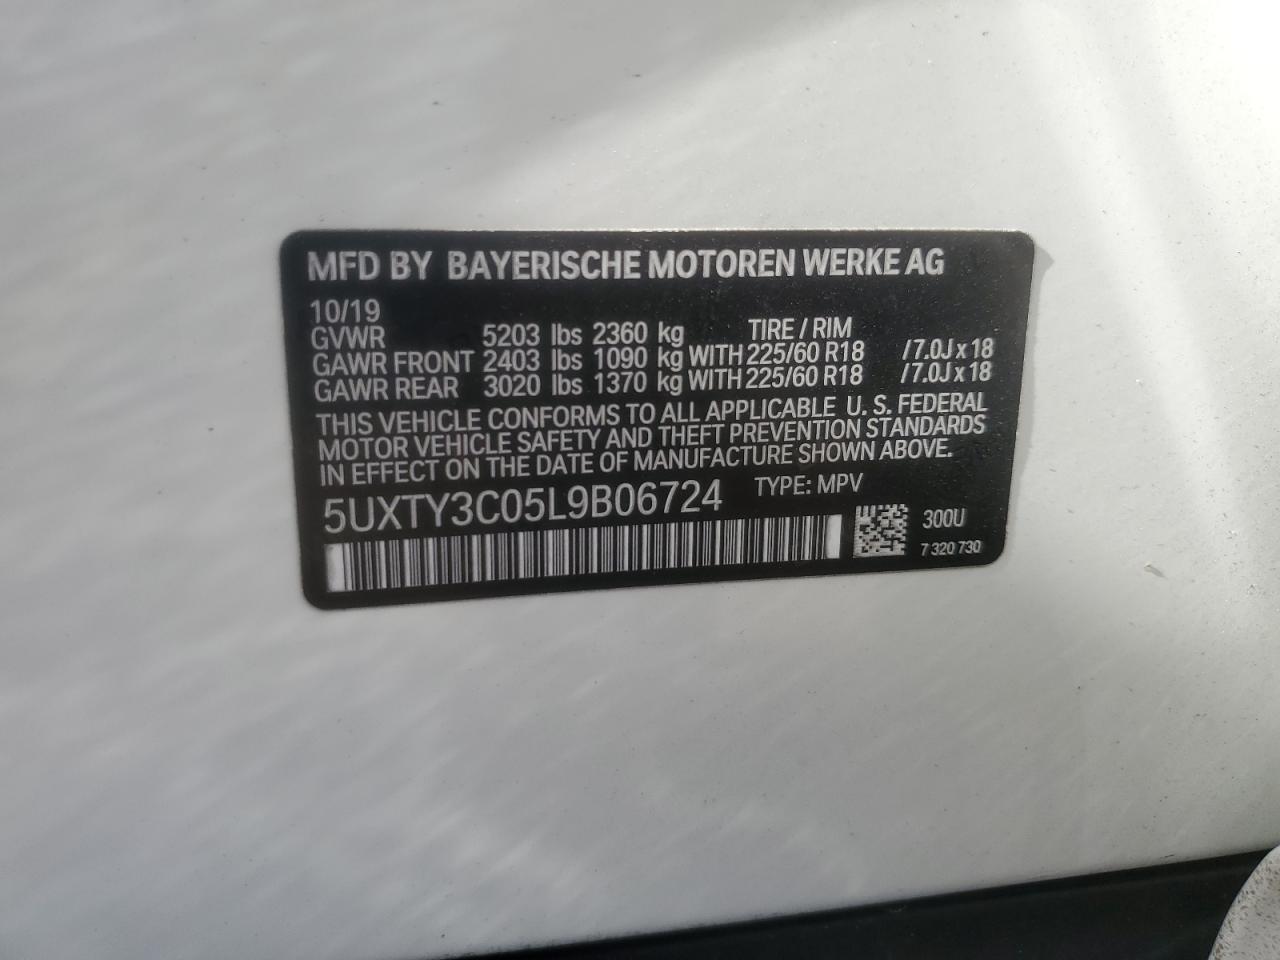 MFD BY BAYERISCHE MOTOREN WERKE AG
10/19
GVWR 5203 lbs 2360 kg TIRE / RIM
GAWR FRONT 2403 lbs 1090 kg WITH 225/60 R18 /7.0J x 18
GAWR REAR 3020 lbs 1370 kg WITH 225/60 R18 /7.0J x 18
THIS VEHICLE CONFORMS TO ALL APPLICABLE U. S. FEDERAL
MOTOR VEHICLE SAFETY AND THEFT PREVENTION STANDARDS
IN EFFECT ON THE DATE OF MANUFACTURE SHOWN ABOVE.
5UXTY3C05L9B06724 TYPE: MPV
300U
7 320 730